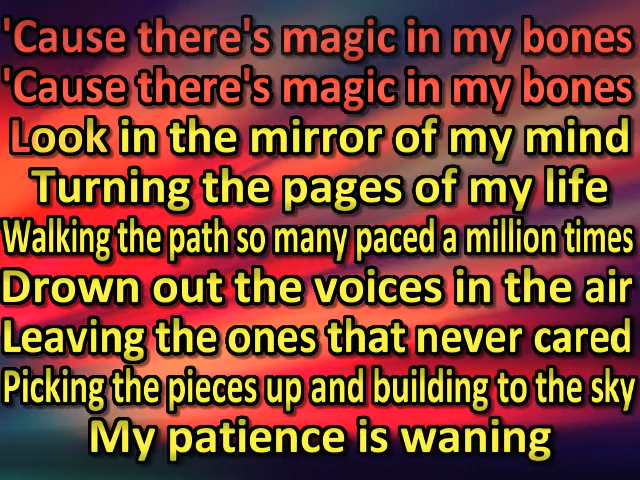 'Cause there's magic in my bones
'Cause there's magic in my bones
Look in the mirror of my mind
Turning the pages of my life
Walking the path so many paced a million times
Drown out the voices in the air
Leaving the ones that never cared
Picking the pieces up and building to the sky
My patience is waning